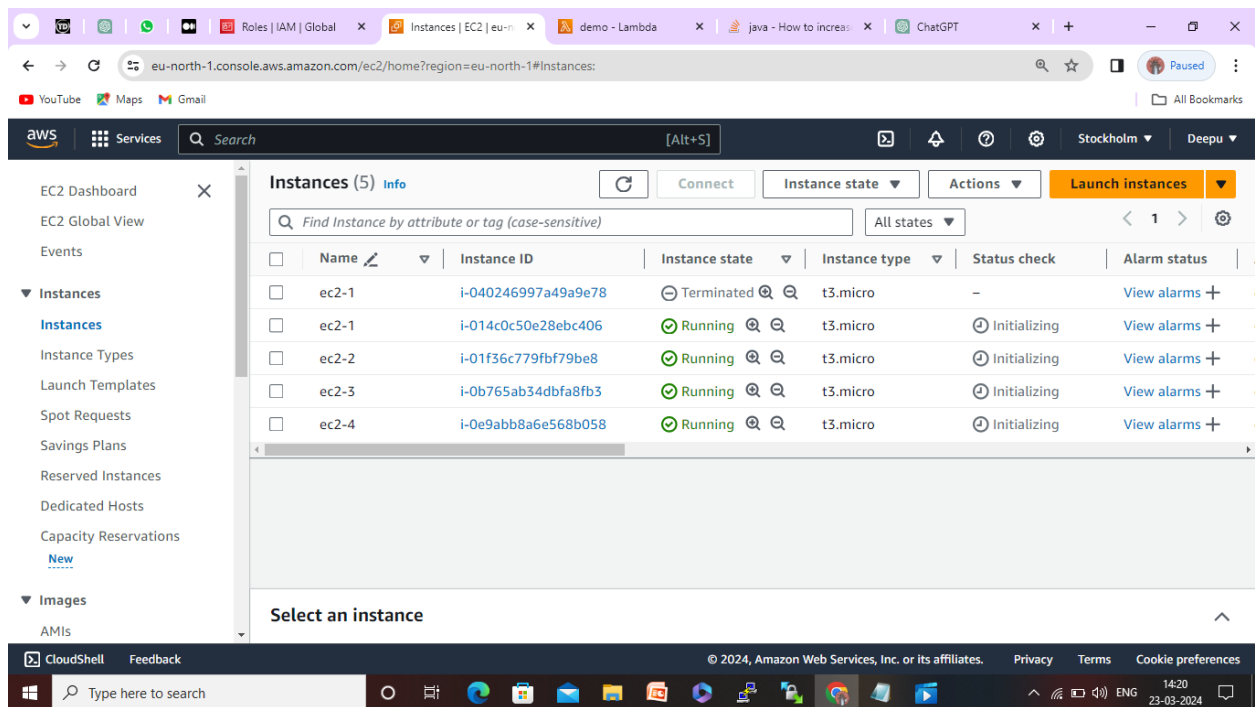 Roles | IAM | Global
Instances | EC2 | eu-n
demo - Lambda
java - How to increas
ChatGPT
eu-north-1.console.aws.amazon.com/ec2/home?region=eu-north-1#Instances:
Paused
YouTube Maps Gmail
All Bookmarks
aws Services Search [Alt+S] Stockholm Deepu
EC2 Dashboard
EC2 Global View
Events
Instances
Instances
Instance Types
Launch Templates
Spot Requests
Savings Plans
Reserved Instances
Dedicated Hosts
Capacity Reservations
New
Images
AMIs
Instances (5) Info Connect Instance state Actions Launch instances
Find Instance by attribute or tag (case-sensitive) All states 1
Name Instance ID Instance state Instance type Status check Alarm status
ec2-1 i-040246997a49a9e78 Terminated t3.micro – View alarms +
ec2-1 i-014c0c50e28ebc406 Running t3.micro Initializing View alarms +
ec2-2 i-01f36c779fbf79be8 Running t3.micro Initializing View alarms +
ec2-3 i-0b765ab34dbfa8fb3 Running t3.micro Initializing View alarms +
ec2-4 i-0e9abb8a6e568b058 Running t3.micro Initializing View alarms +
Select an instance
CloudShell Feedback © 2024, Amazon Web Services, Inc. or its affiliates. Privacy Terms Cookie preferences
Type here to search ENG 14:20
23-03-2024